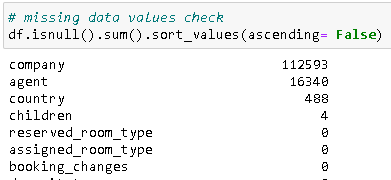 # missing data values check
df.isnull().sum().sort_values(ascending= False)
company 112593
agent 16340
country 488
children 4
reserved_room_type 0
assigned_room_type 0
booking_changes 0